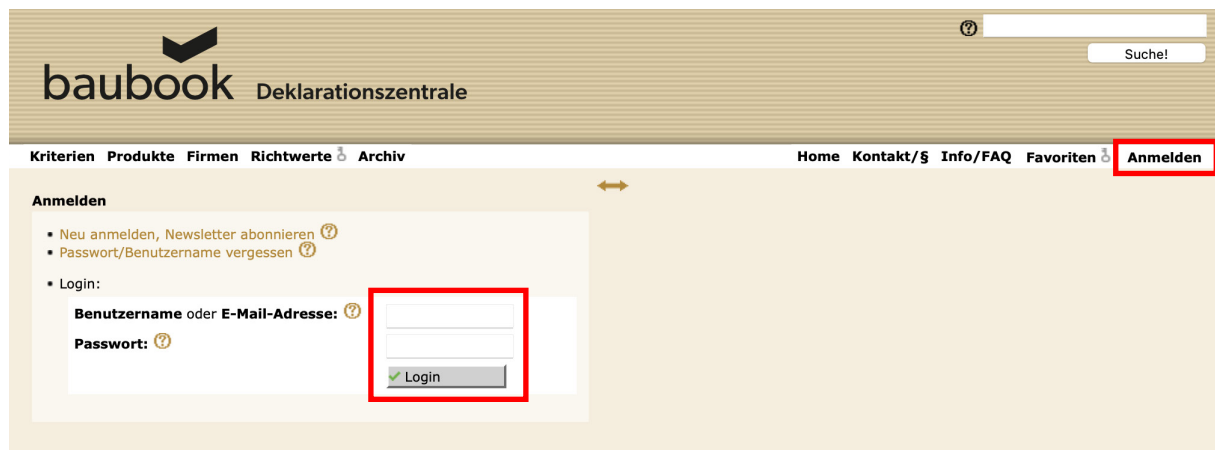 Suche!
baubook Deklarationszentrale
Kriterien Produkte Firmen Richtwerte Archiv Home Kontakt/§ Info/FAQ Favoriten Anmelden
Anmelden
Neu anmelden, Newsletter abonnieren ?
Passwort/Benutzername vergessen ?
Login:
Benutzername oder E-Mail-Adresse: ?
Passwort: ?
Login